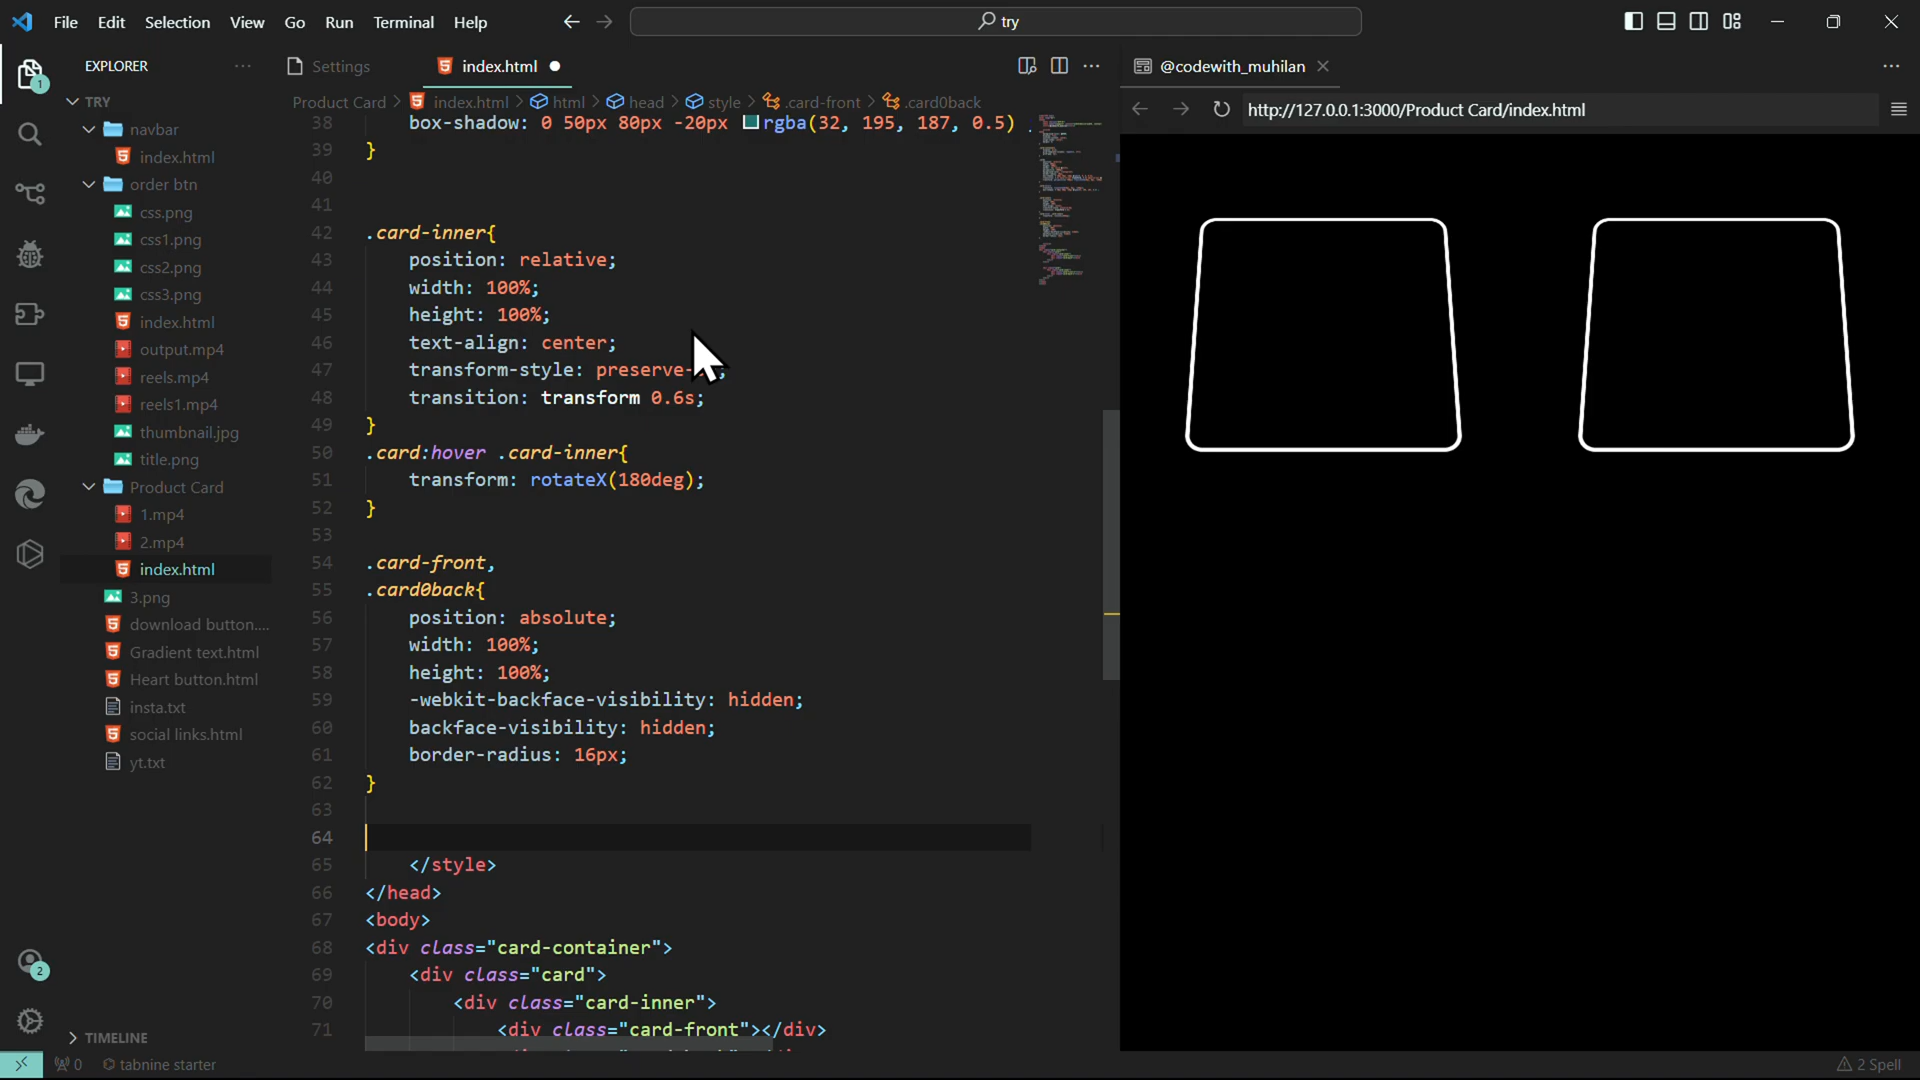 File Edit Selection View Go Run Terminal Help
try
EXPLORER
Settings
index.html
@codewith_muhilan
TRY
Product Card > index.html > html > head > style > .card-front > .card0back
http://127.0.0.1:3000/Product Card/index.html
navbar
index.html
order btn
css.png
css1.png
css2.png
css3.png
index.html
output.mp4
reels.mp4
reels1.mp4
thumbnail.jpg
title.png
Product Card
1.mp4
2.mp4
index.html
3.png
download button....
Gradient text.html
Heart button.html
insta.txt
social links.html
yt.txt
TIMELINE
38 box-shadow: 0 50px 80px -20px rgba(32, 195, 187, 0.5)
39 }
40
41
42 .card-inner{
43 position: relative;
44 width: 100%;
45 height: 100%;
46 text-align: center;
47 transform-style: preserve-
48 transition: transform 0.6s;
49 }
50 .card:hover .card-inner{
51 transform: rotateX(180deg);
52 }
53
54 .card-front,
55 .card0back{
56 position: absolute;
57 width: 100%;
58 height: 100%;
59 -webkit-backface-visibility: hidden;
60 backface-visibility: hidden;
61 border-radius: 16px;
62 }
63
64
65 </style>
66 </head>
67 <body>
68 <div class="card-container">
69 <div class="card">
70 <div class="card-inner">
71 <div class="card-front"></div>
1
2
0
tabnine starter
2 Spell